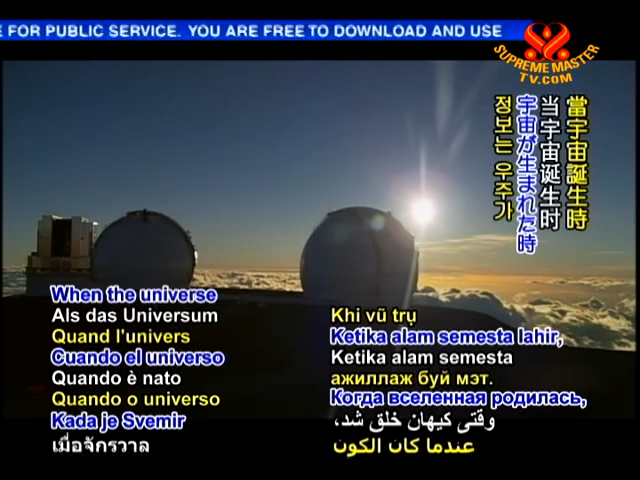 E FOR PUBLIC SERVICE. YOU ARE FREE TO DOWNLOAD AND USE
SUPREME MASTER
TV.COM
當宇宙誕生時
当宇宙诞生时
宇宙が生まれた時
정보는 우주가
When the universe
Als das Universum
Quand l'univers
Cuando el universo
Quando è nato
Quando o universo
Kada je Svemir
เมื่อจักรวาล
Khi vũ trụ
Ketika alam semesta lahir,
Ketika alam semesta
ажиллаж буй мэт.
Когда вселенная родилась,
وقتی کیهان خلق شد،
عندما كان الكون